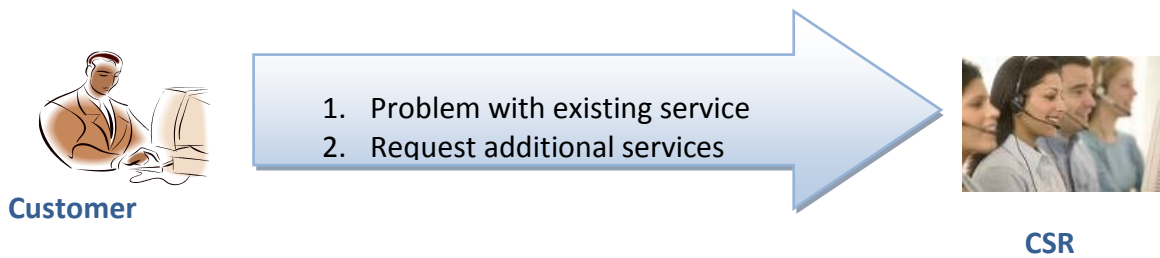 1. Problem with existing service
2. Request additional services
Customer
CSR